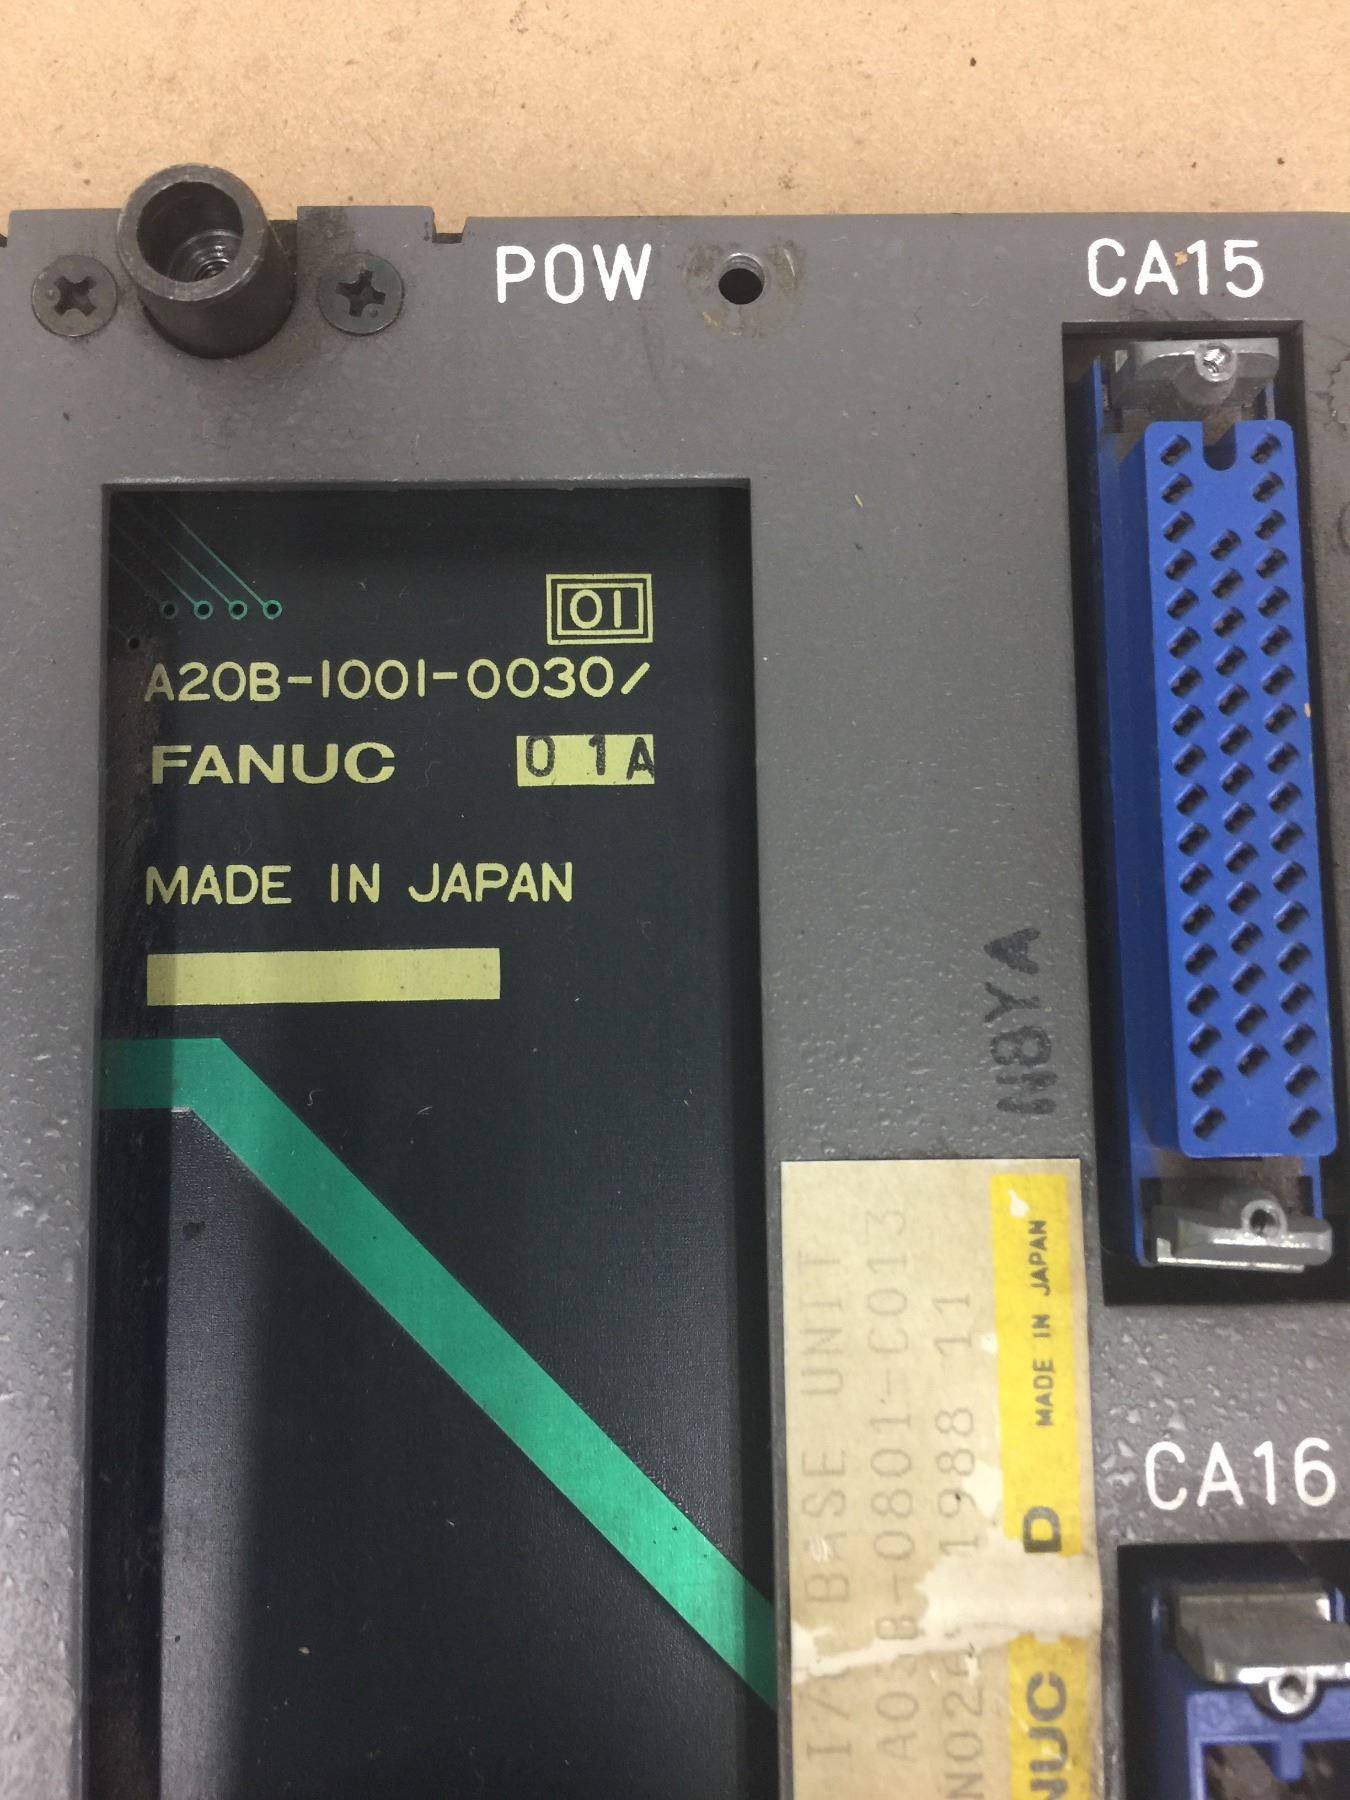 POW
CA15
01
A20B-1001-0030/
FANUC 01A
MADE IN JAPAN
N8YA
BASE UNIT
-0801-C013
1988 11
MADE IN JAPAN
D
CA16